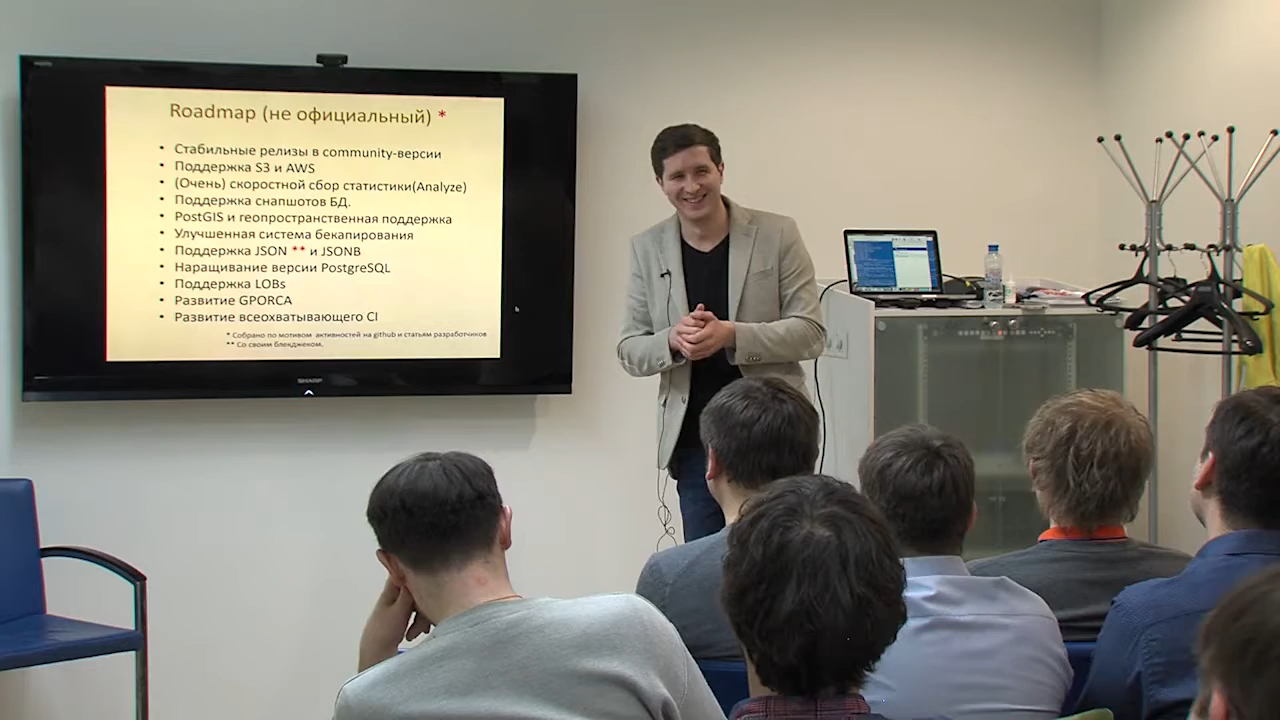 Roadmap (не официальный) *
• Стабильные релизы в community-версии
• Поддержка S3 и AWS
• (Очень) скоростной сбор статистики(Analyze)
• Поддержка снапшотов БД.
• PostGIS и геопространственная поддержка
• Улучшенная система бекапирования
• Поддержка JSON ** и JSONB
• Наращивание версии PostgreSQL
• Поддержка LOBs
• Развитие GPORCA
• Развитие всеохватывающего CI
* Собрано по мотивом активностей на github и статьям разработчиков
** Со своим блекджеком.
SHARP